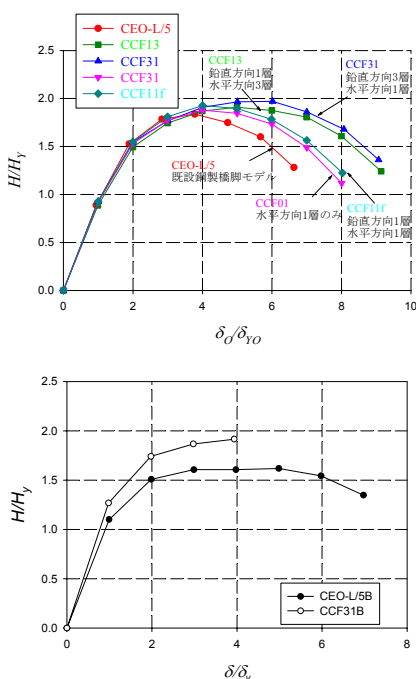 CEO-L/5
CCF13
CCF31
CCF31
CCF11f
CCF13
鉛直方向1層
水平方向3層
CCF31
鉛直方向3層
水平方向1層
CEO-L/5
既設鋼製橋脚モデル
CCF01
水平方向1層のみ
CCF11f
鉛直方向1層
水平方向1層
H/H_Y
2.5
2.0
1.5
1.0
0.5
0.0
0 2 4 6 8 10
δ_O/δ_YO
H/H_y
2.5
2.0
1.5
1.0
0.5
0.0
CEO-L/5B
CCF31B
0 2 4 6 8
δ/δ_y